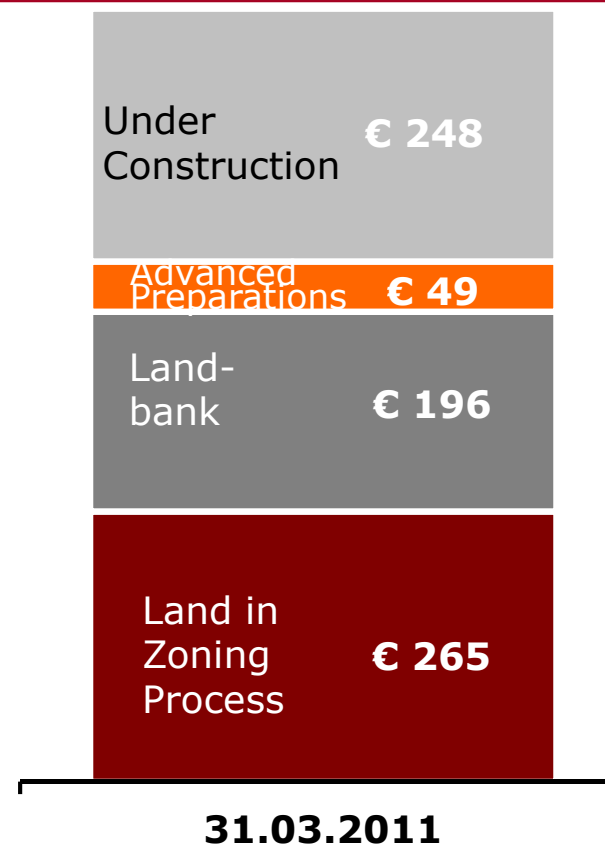 Under
Construction
€ 248
Advanced
Preparations
€ 49
Land-
bank
€ 196
Land in
Zoning
Process
€ 265
31.03.2011